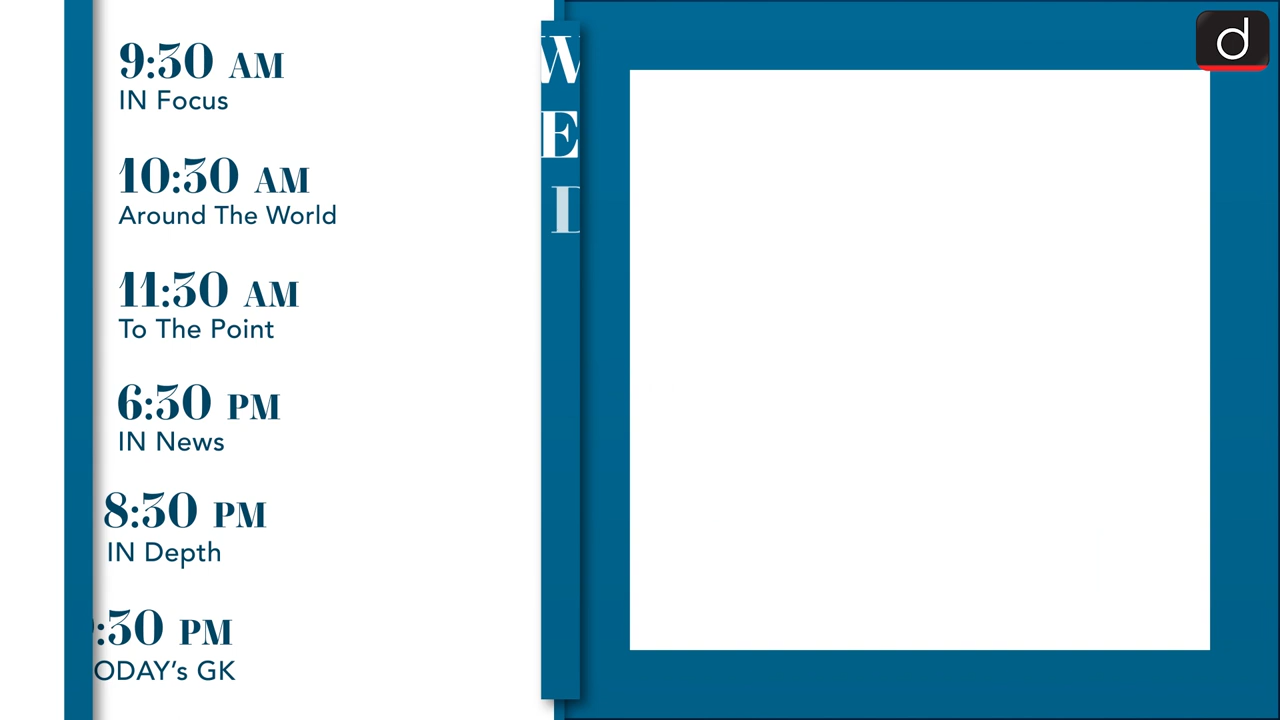 9:30 AM
IN Focus
10:30 AM
Around The World
11:30 AM
To The Point
6:30 PM
IN News
8:30 PM
IN Depth
:30 PM
ODAY's GK
W
E
D
d